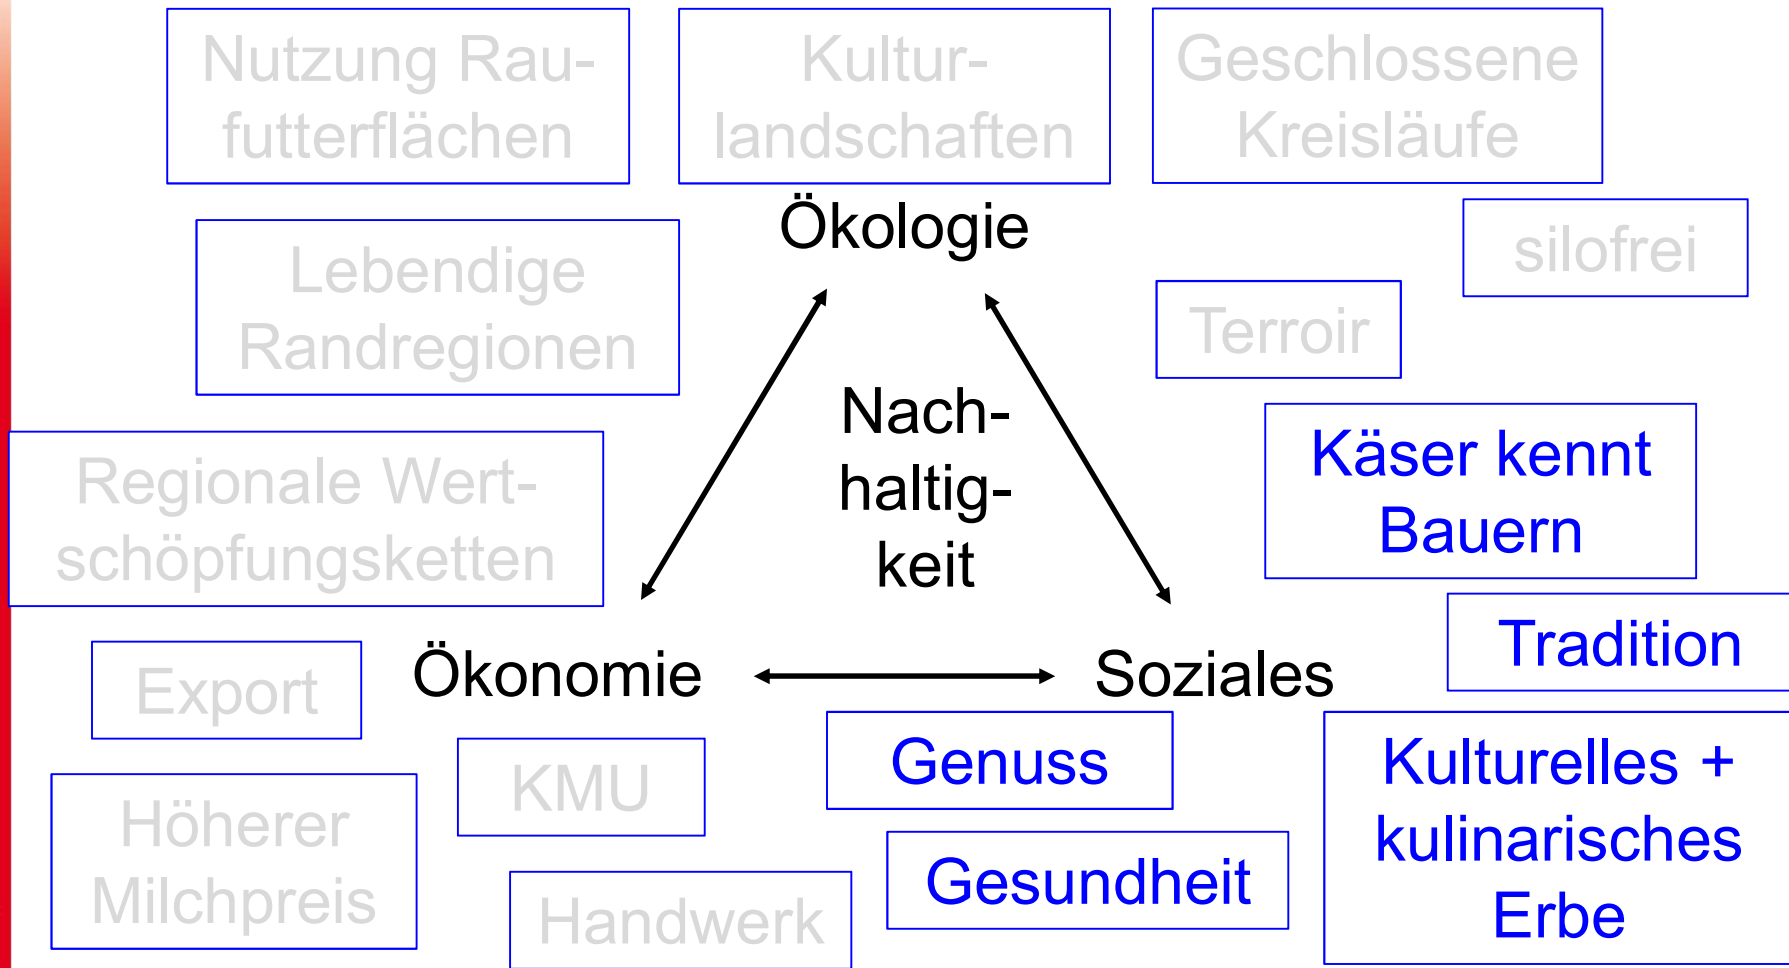 Nutzung Rau-
futterflächen
Kultur-
landschaften
Geschlossene
Kreisläufe
Ökologie
silofrei
Lebendige
Randregionen
Terroir
Nach-
haltig-
keit
Käser kennt
Bauern
Regionale Wert-
schöpfungsketten
Tradition
Export
Ökonomie
Soziales
KMU
Genuss
Kulturelles +
kulinarisches
Erbe
Höherer
Milchpreis
Gesundheit
Handwerk